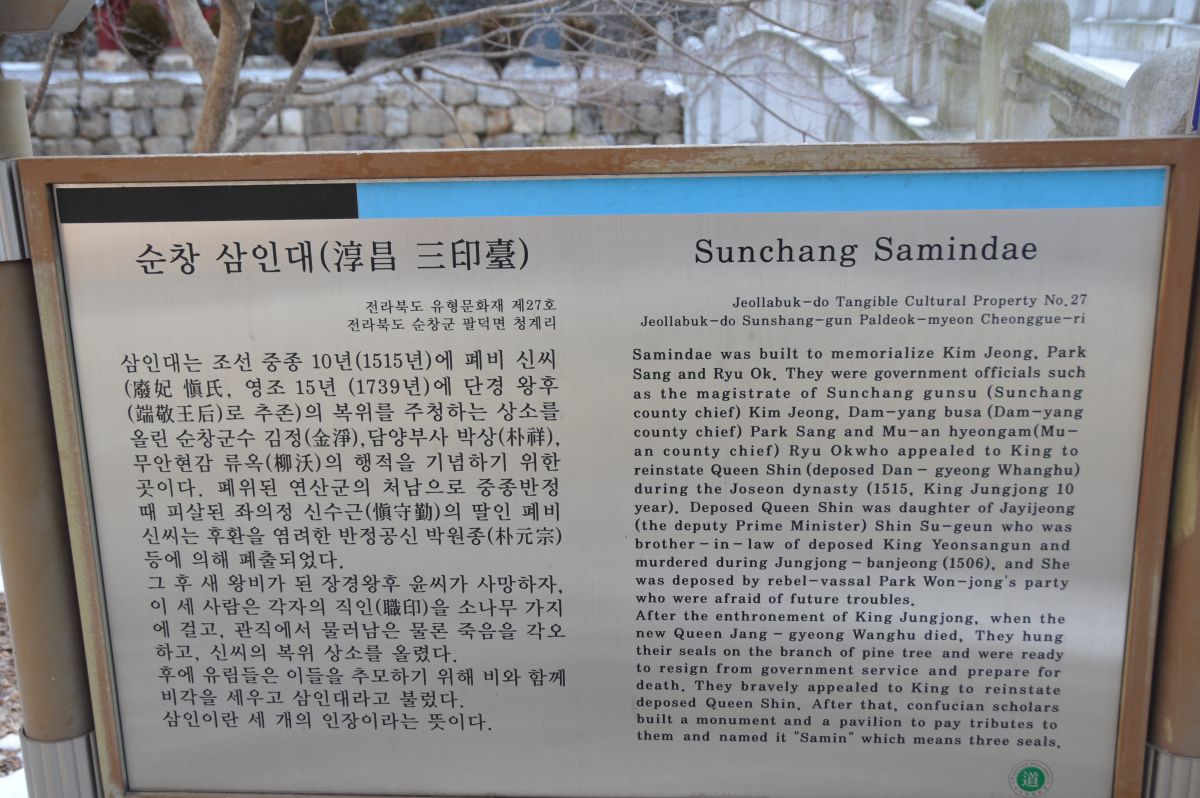 순창 삼인대(淳昌 三印臺)
전라북도 유형문화재 제27호
전라북도 순창군 팔덕면 청계리
삼인대는 조선 중종 10년(1515년)에 폐비 신씨
(廢妃 愼氏, 영조 15년 (1739년)에 단경 왕후
(端敬王后)로 추존)의 복위를 주청하는 상소를
올린 순창군수 김정(金淨),담양부사 박상(朴祥),
무안현감 류옥(柳沃)의 행적을 기념하기 위한
곳이다. 폐위된 연산군의 처남으로 중종반정
때 피살된 좌의정 신수근(愼守勤)의 딸인 폐비
신씨는 후환을 염려한 반정공신 박원종(朴元宗)
등에 의해 폐출되었다.
그 후 새 왕비가 된 장경왕후 윤씨가 사망하자,
이 세 사람은 각자의 직인(職印)을 소나무 가지
에 걸고, 관직에서 물러남은 물론 죽음을 각오
하고, 신씨의 복위 상소를 올렸다.
후에 유림들은 이들을 추모하기 위해 비와 함께
비각을 세우고 삼인대라고 불렀다.
삼인이란 세 개의 인장이라는 뜻이다.
Sunchang Samindae
Jeollabuk-do Tangible Cultural Property No.27
Jeollabuk-do Sunshang-gun Paldeok-myeon Cheonggue-ri
Samindae was built to memorialize Kim Jeong, Park
Sang and Ryu Ok. They were government officials such
as the magistrate of Sunchang gunsu (Sunchang
county chief) Kim Jeong, Dam-yang busa (Dam-yang
county chief) Park Sang and Mu-an hyeongam(Mu-
an county chief) Ryu Okwho appealed to King to
reinstate Queen Shin (deposed Dan- gyeong Whanghu)
during the Joseon dynasty (1515, King Jungjong 10
year). Deposed Queen Shin was daughter of Jayijeong
(the deputy Prime Minister) Shin Su-geun who was
brother-in-law of deposed King Yeonsangun and
murdered during Jungjong-banjeong (1506), and She
was deposed by rebel-vassal Park Won-jong's party
who were afraid of future troubles.
After the enthronement of King Jungjong, when the
new Queen Jang-gyeong Wanghu died, They hung
their seals on the branch of pine tree and were ready
to resign from government service and prepare for
death. They bravely appealed to King to reinstate
deposed Queen Shin. After that, confucian scholars
built a monument and a pavilion to pay tributes to
them and named it "Samin" which means three seals.
道